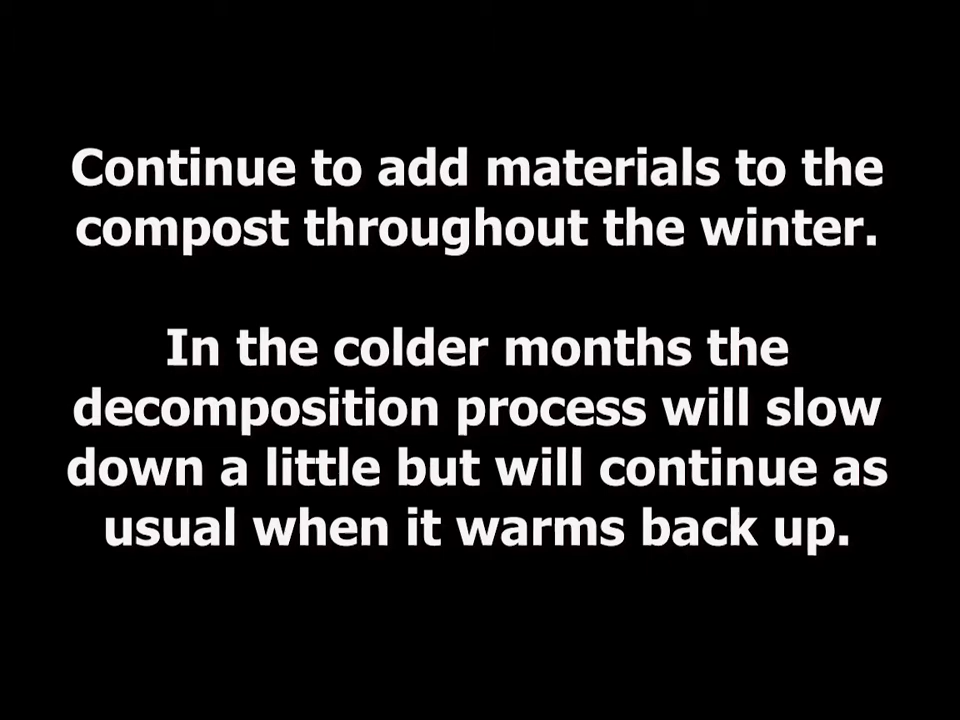 Continue to add materials to the
compost throughout the winter.
In the colder months the
decomposition process will slow
down a little but will continue as
usual when it warms back up.